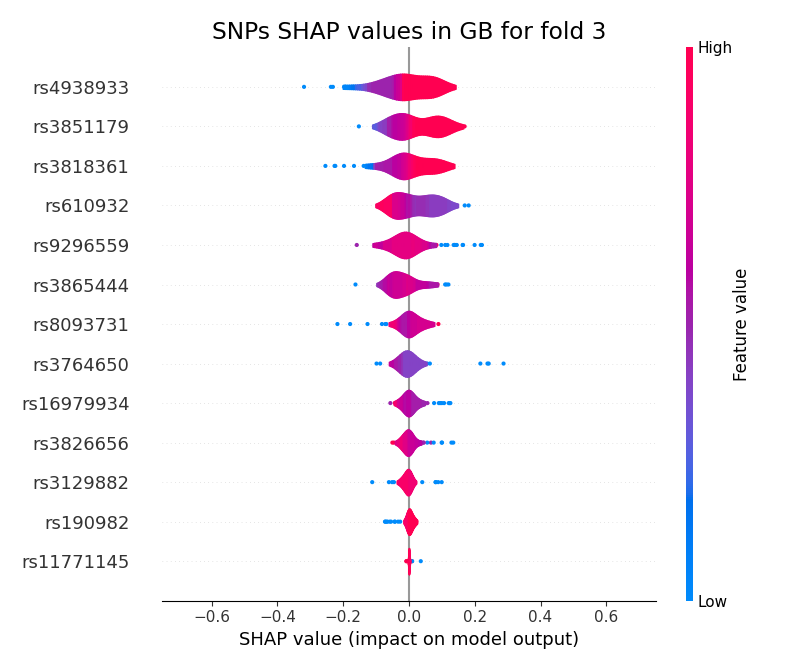 SNPs SHAP values in GB for fold 3
High
rs4938933
rs3851179
rs3818361
rs610932
rs9296559
rs3865444
rs8093731
rs3764650
rs16979934
rs3826656
rs3129882
rs190982
rs11771145
Feature value
Low
−0.6 −0.4 −0.2 0.0 0.2 0.4 0.6
SHAP value (impact on model output)